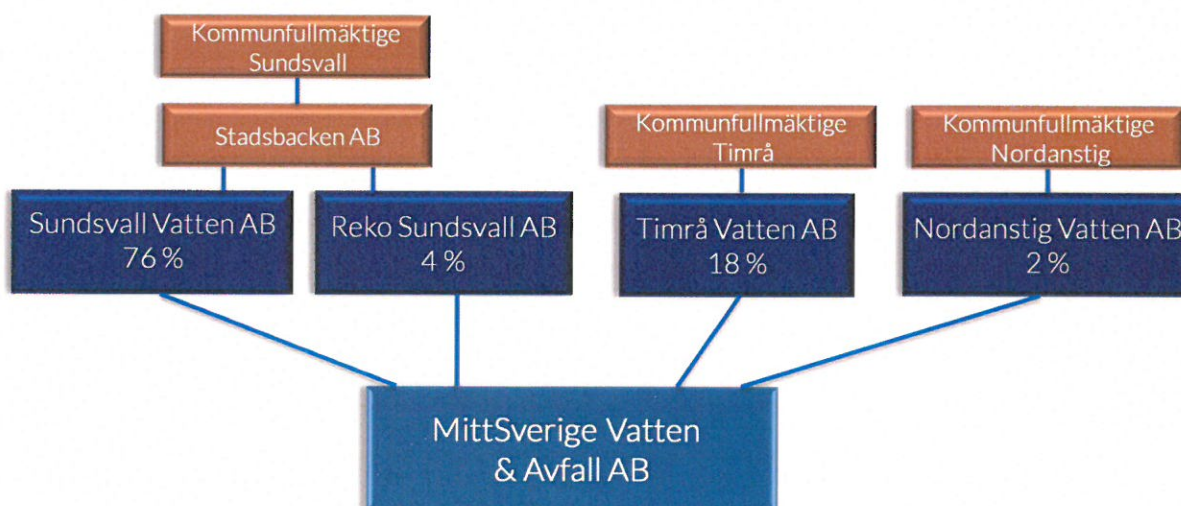 Kommunfullmäktige
Sundsvall
Stadsbacken AB
Kommunfullmäktige
Timrå
Kommunfullmäktige
Nordanstig
Sundsvall Vatten AB
76 %
Reko Sundsvall AB
4 %
Timrå Vatten AB
18 %
Nordanstig Vatten AB
2 %
MittSverige Vatten
& Avfall AB